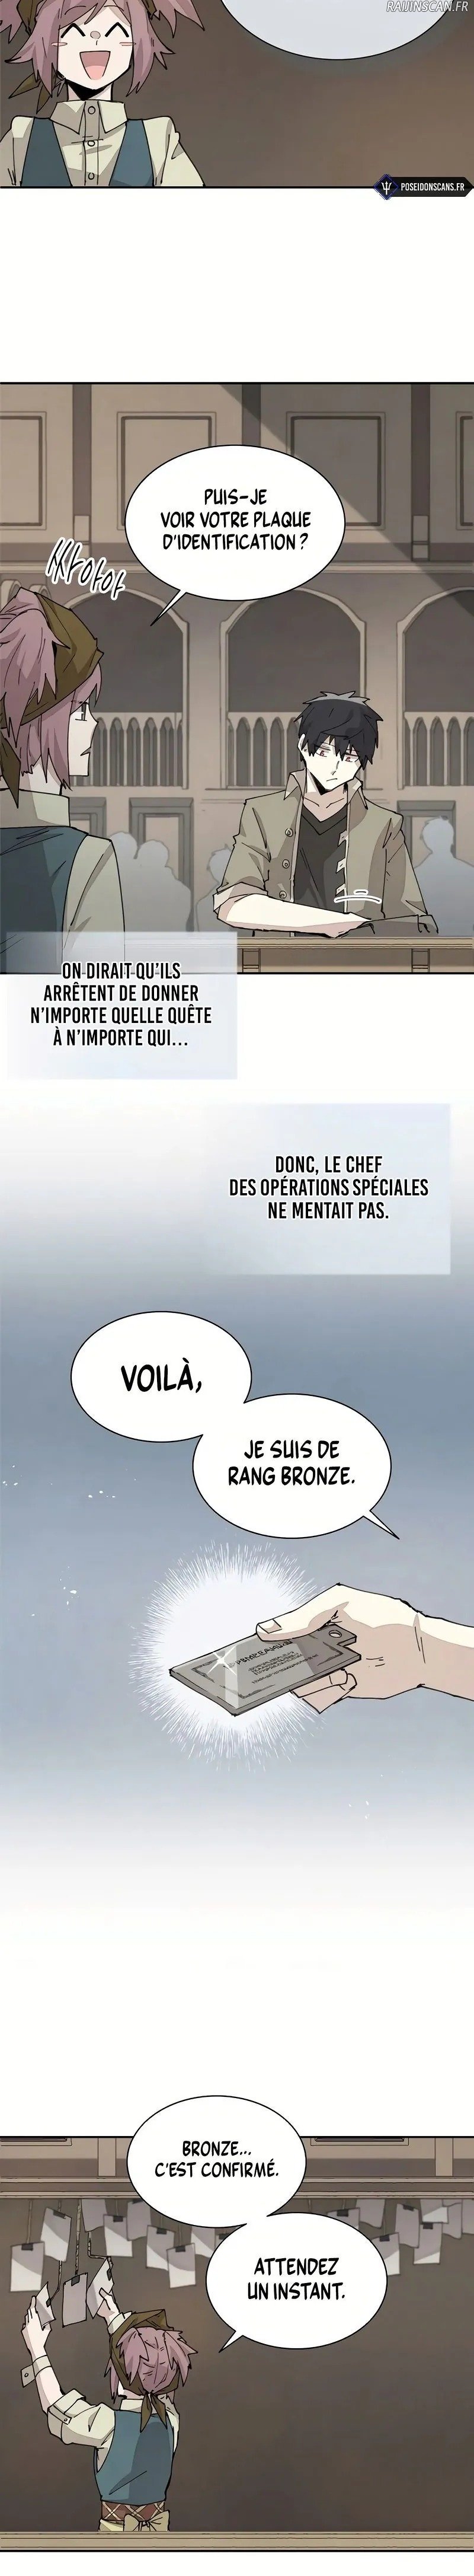 RAIJINSCAN.FR
POSEIDONSCANS.FR
PUIS-JE
VOIR VOTRE PLAQUE
D'IDENTIFICATION ?
ON DIRAIT QU'ILS
ARRÊTENT DE DONNER
N'IMPORTE QUELLE QUÊTE
À N'IMPORTE QUI...
DONC, LE CHEF
DES OPÉRATIONS SPÉCIALES
NE MENTAIT PAS.
VOILÀ,
JE SUIS DE
RANG BRONZE.
BRONZE...
C'EST CONFIRMÉ.
ATTENDEZ
UN INSTANT.